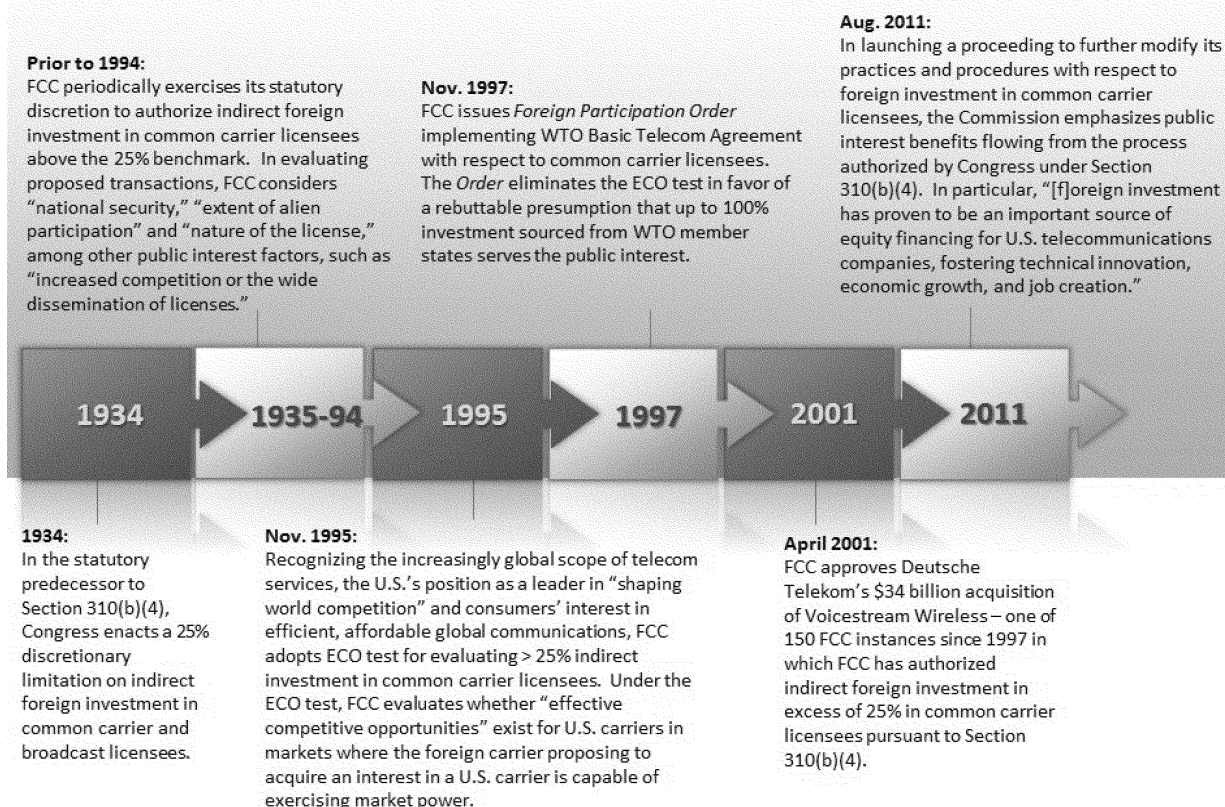 Prior to 1994:
FCC periodically exercises its statutory
discretion to authorize indirect foreign
investment in common carrier licensees
above the 25% benchmark. In evaluating
proposed transactions, FCC considers
“national security,” “extent of alien
participation” and “nature of the license,”
among other public interest factors, such as
“increased competition or the wide
dissemination of licenses.”
Nov. 1997:
FCC issues Foreign Participation Order
implementing WTO Basic Telecom Agreement
with respect to common carrier licensees.
The Order eliminates the ECO test in favor of
a rebuttable presumption that up to 100%
investment sourced from WTO member
states serves the public interest.
Aug. 2011:
In launching a proceeding to further modify its
practices and procedures with respect to
foreign investment in common carrier
licensees, the Commission emphasizes public
interest benefits flowing from the process
authorized by Congress under Section
310(b)(4). In particular, “[f]oreign investment
has proven to be an important source of
equity financing for U.S. telecommunications
companies, fostering technical innovation,
economic growth, and job creation.”
1934
1935-94
1995
1997
2001
2011
1934:
In the statutory
predecessor to
Section 310(b)(4),
Congress enacts a 25%
discretionary
limitation on indirect
foreign investment in
common carrier and
broadcast licensees.
Nov. 1995:
Recognizing the increasingly global scope of telecom
services, the U.S.’s position as a leader in “shaping
world competition” and consumers’ interest in
efficient, affordable global communications, FCC
adopts ECO test for evaluating > 25% indirect
investment in common carrier licensees. Under the
ECO test, FCC evaluates whether “effective
competitive opportunities” exist for U.S. carriers in
markets where the foreign carrier proposing to
acquire an interest in a U.S. carrier is capable of
exercising market power.
April 2001:
FCC approves Deutsche
Telekom’s $34 billion acquisition
of Voicestream Wireless – one of
150 FCC instances since 1997 in
which FCC has authorized
indirect foreign investment in
excess of 25% in common carrier
licensees pursuant to Section
310(b)(4).